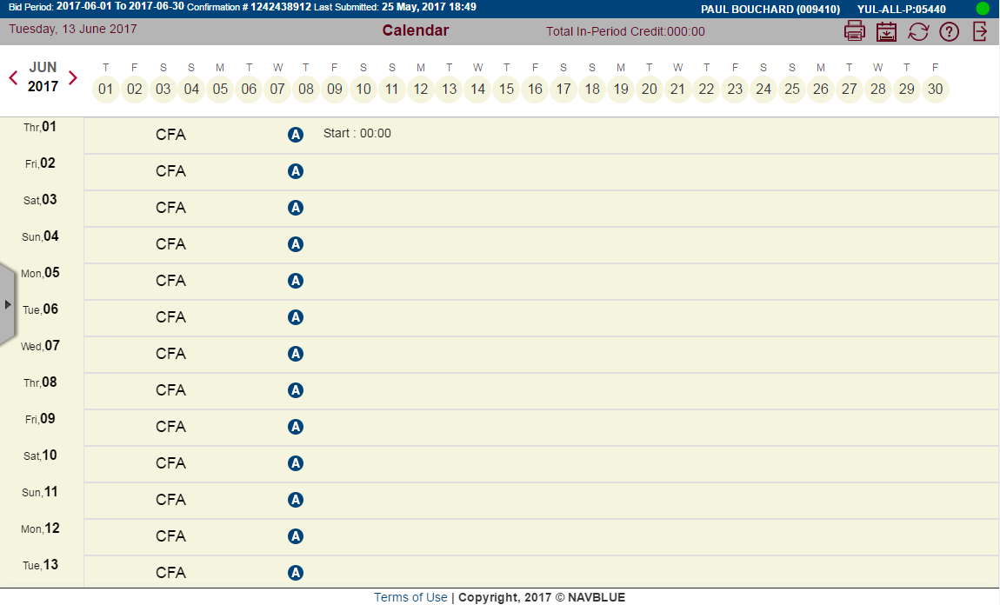 Bid Period: 2017-06-01 To 2017-06-30 Confirmation # 1242438912 Last Submitted: 25 May, 2017 18:49 PAUL BOUCHARD (009410) YUL-ALL-P:05440
Tuesday, 13 June 2017 Calendar Total In-Period Credit:000:00 ?
JUN 2017
T F S S M T W T F S S M T W T F S S M T W T F S S M T W T F
01 02 03 04 05 06 07 08 09 10 11 12 13 14 15 16 17 18 19 20 21 22 23 24 25 26 27 28 29 30
Thr,01 CFA A Start : 00:00
Fri,02 CFA A
Sat,03 CFA A
Sun,04 CFA A
Mon,05 CFA A
Tue,06 CFA A
Wed,07 CFA A
Thr,08 CFA A
Fri,09 CFA A
Sat,10 CFA A
Sun,11 CFA A
Mon,12 CFA A
Tue,13 CFA A
Terms of Use | Copyright, 2017 © NAVBLUE